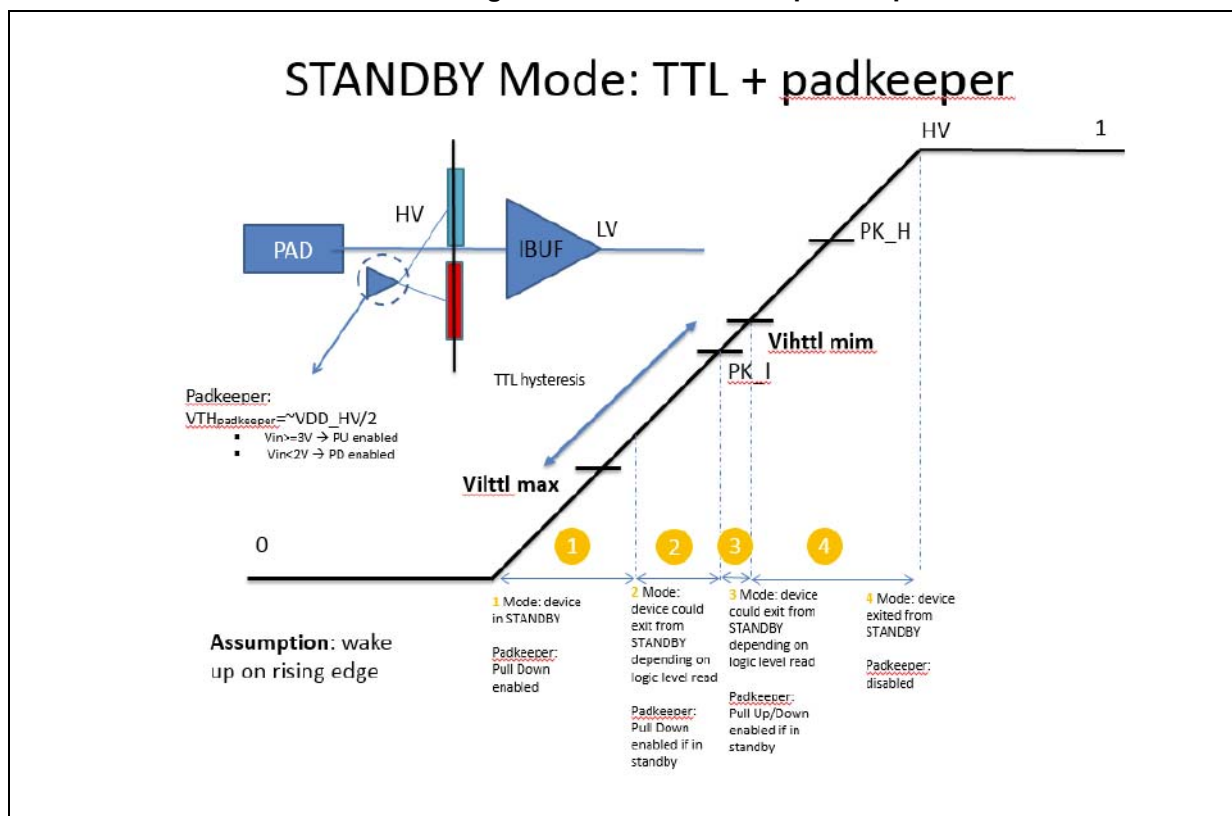 STANDBY Mode: TTL + padkeeper
HV
1
HV
LV
PAD
IBUF
PK_H
Vihttl mim
PK_l
TTL hysteresis
Padkeeper:
VTHpadkeeper=~VDD_HV/2
▪ Vin>=3V → PU enabled
▪ Vin<2V → PD enabled
Vilttl max
0
1
2
3
4
Assumption: wake
up on rising edge
1 Mode: device
in STANDBY
Padkeeper:
Pull Down
enabled
2 Mode:
device could
exit from
STANDBY
depending on
logic level read
Padkeeper:
Pull Down
enabled if in
standby
3 Mode: device
could exit from
STANDBY
depending on
logic level read
Padkeeper:
Pull Up/Down
enabled if in
standby
4 Mode: device
exited from
STANDBY
Padkeeper:
disabled